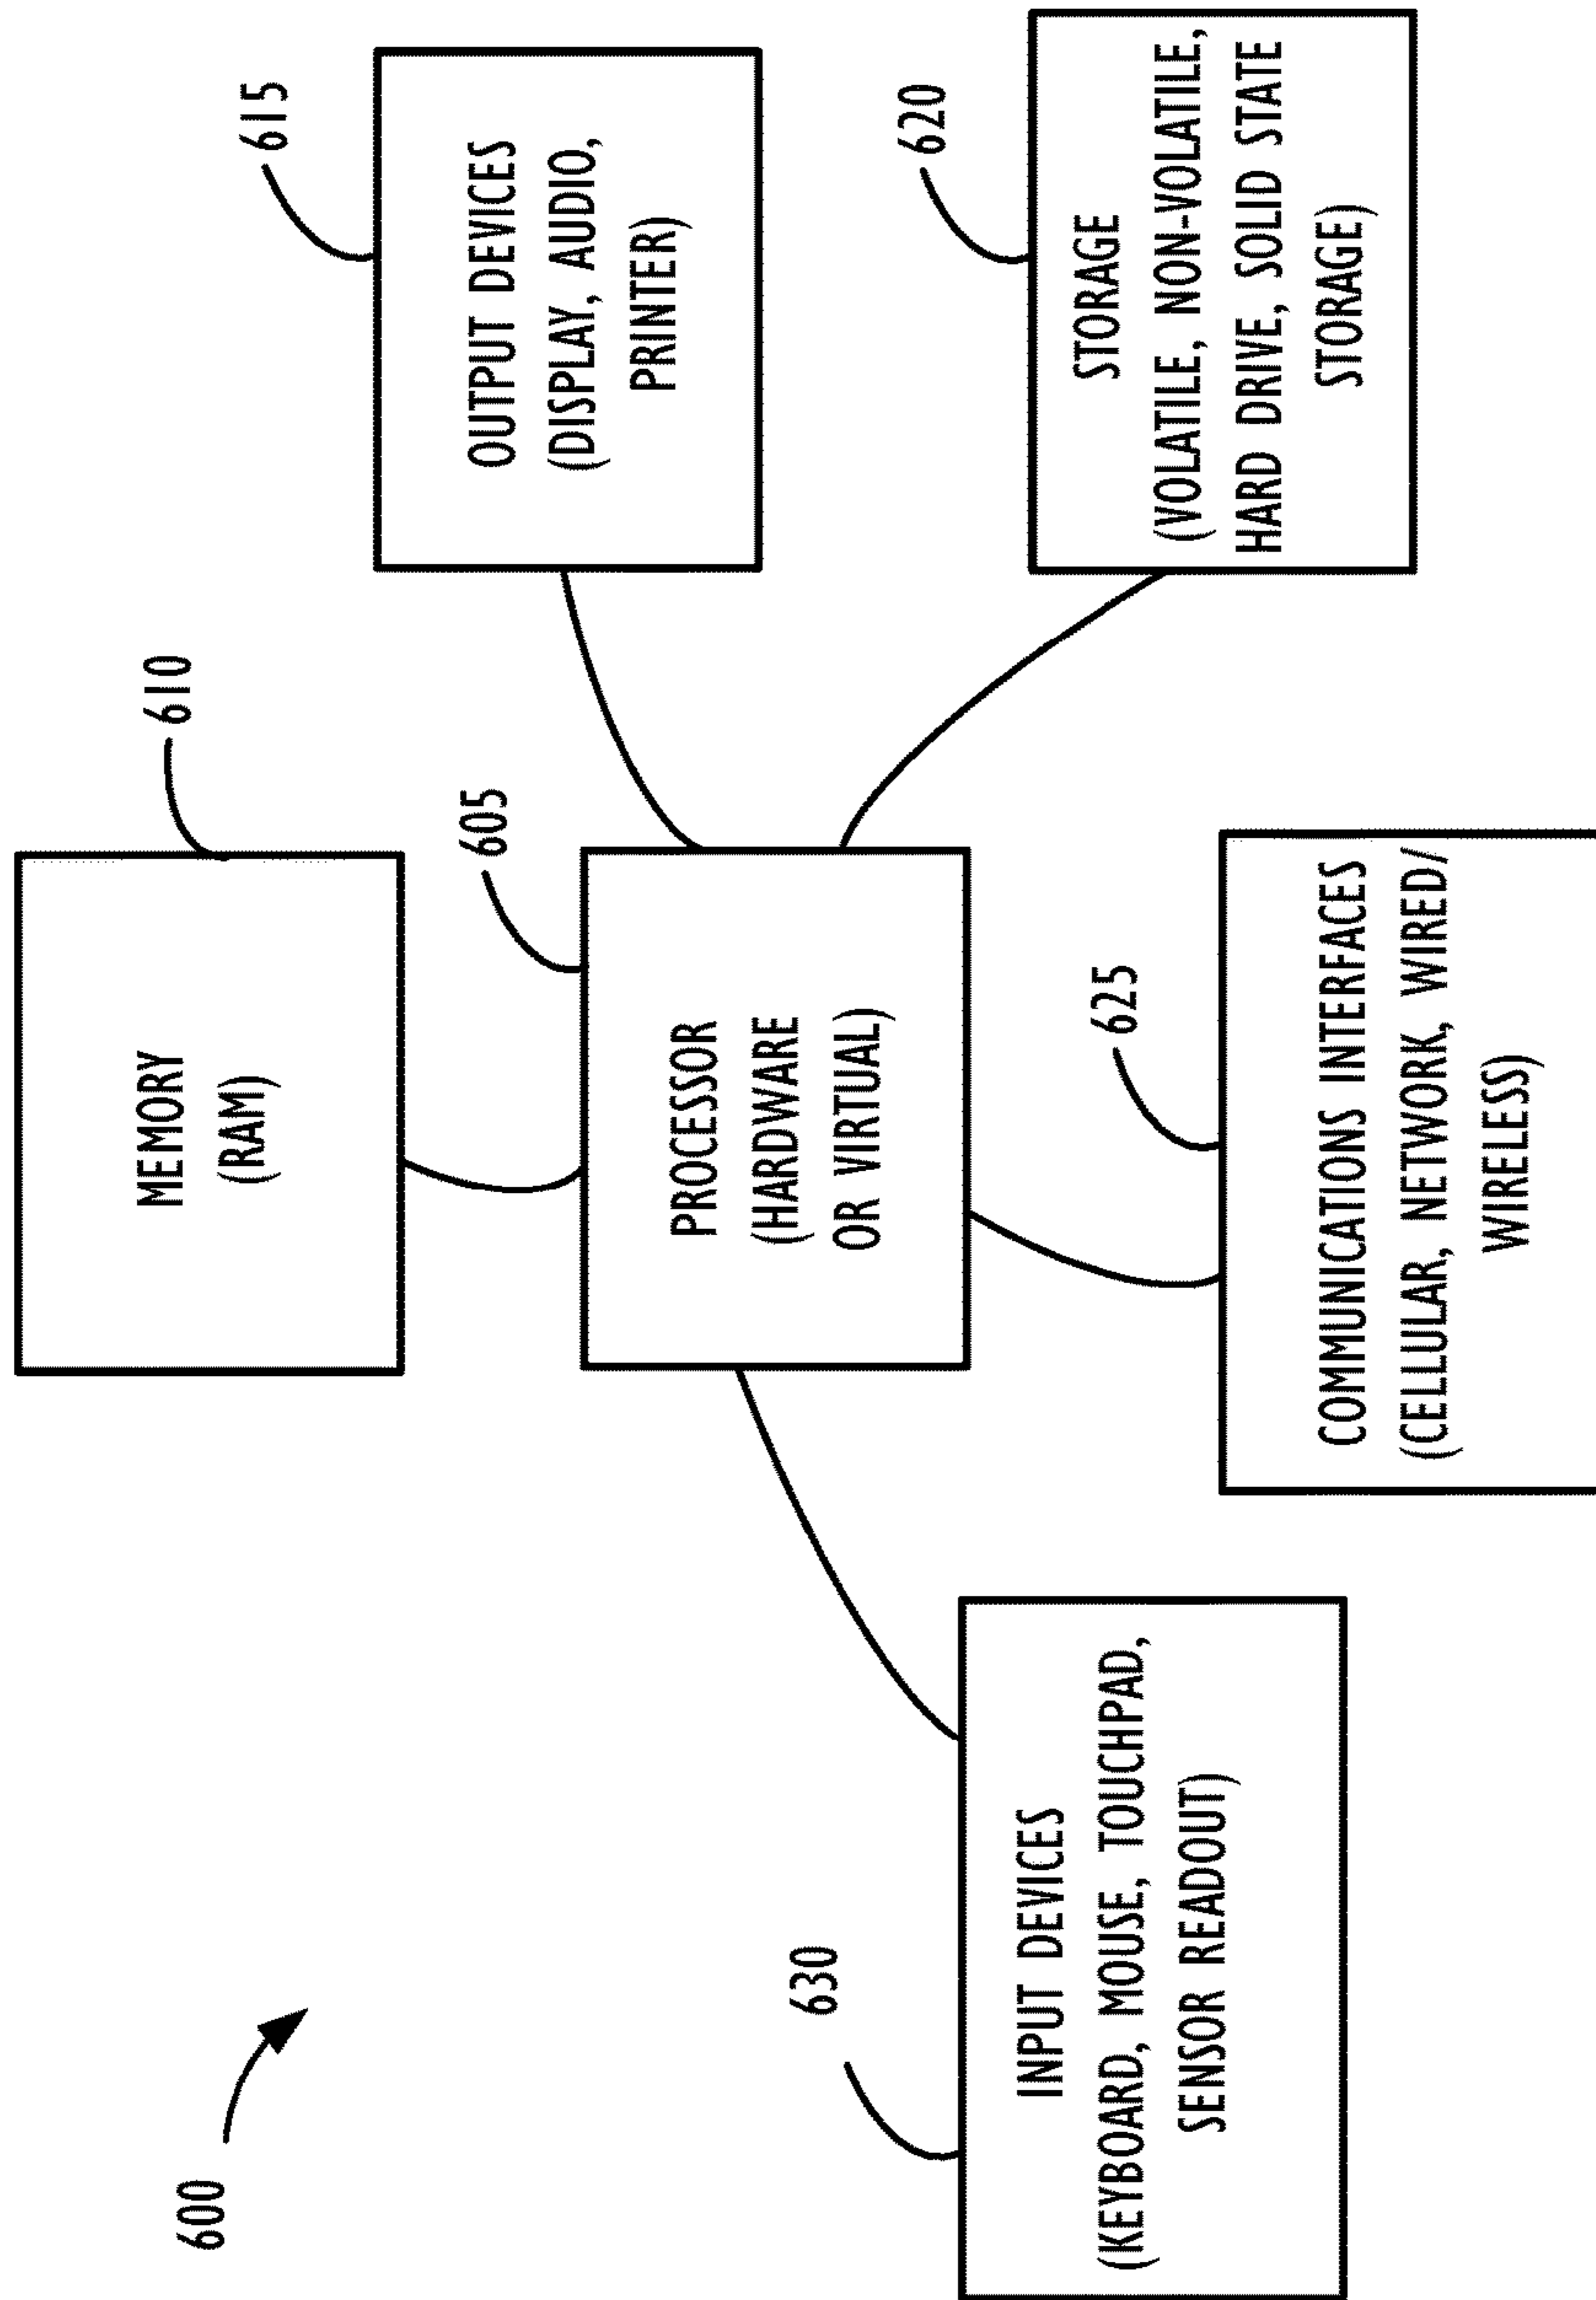 600
610
MEMORY
(RAM)
615
OUTPUT DEVICES
(DISPLAY, AUDIO,
PRINTER)
605
PROCESSOR
(HARDWARE
OR VIRTUAL)
620
STORAGE
(VOLATILE, NON-VOLATILE,
HARD DRIVE, SOLID STATE
STORAGE)
630
INPUT DEVICES
(KEYBOARD, MOUSE, TOUCHPAD,
SENSOR READOUT)
625
COMMUNICATIONS INTERFACES
(CELLULAR, NETWORK, WIRED/
WIRELESS)